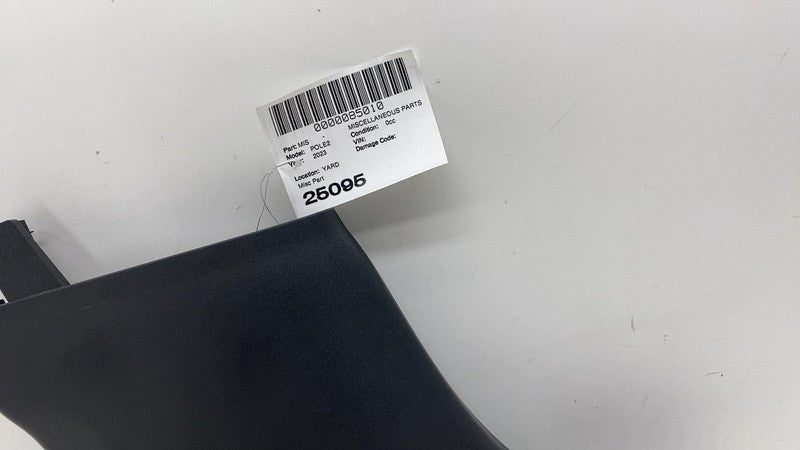 0000085010
Part: MIS - MISCELLANEOUS PARTS
Model: POLE2 Condition: 0cc
2023 VIN:
Damage Code:
Location: YARD
Misc Part
25095